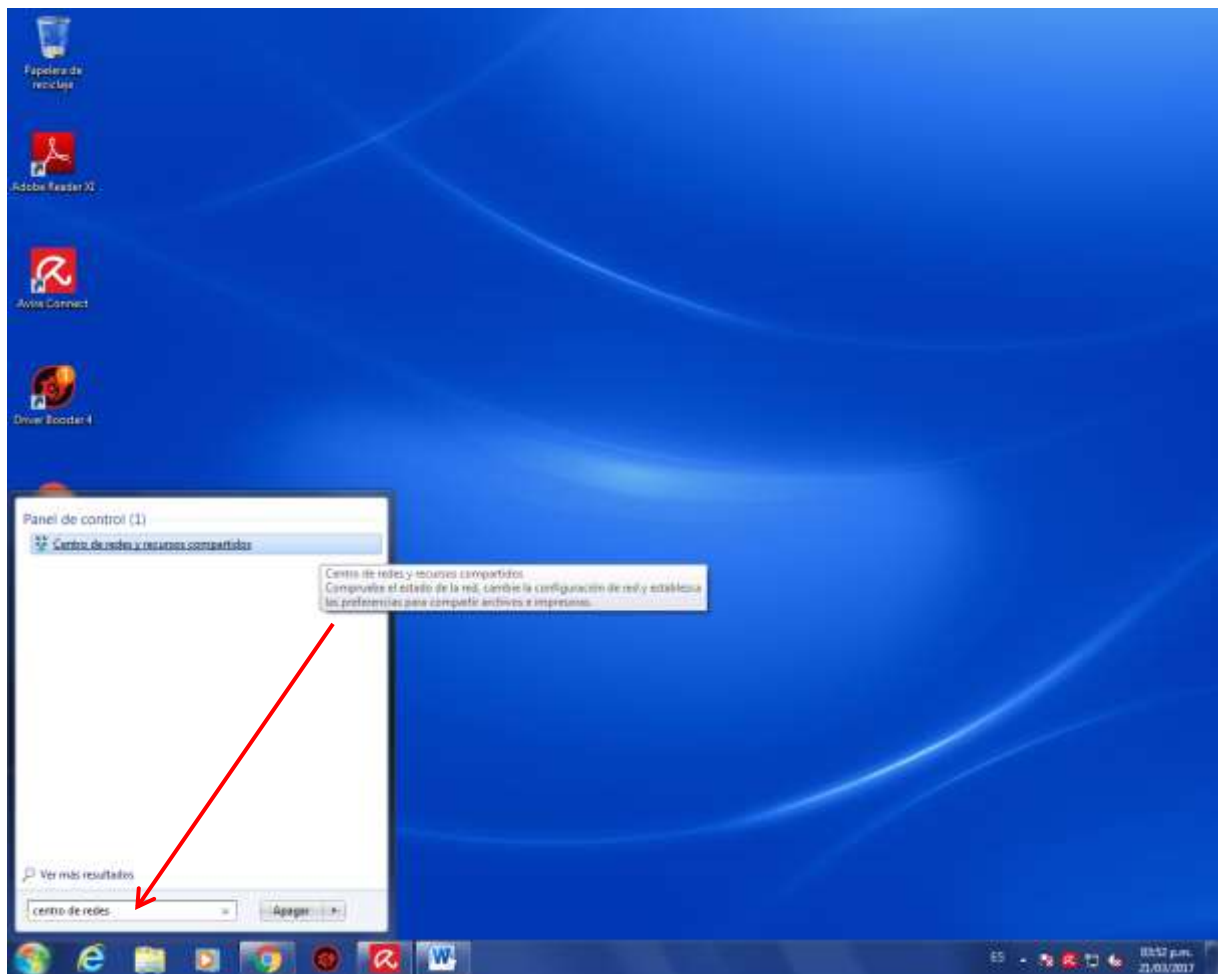 Papelera de
reciclaje
Adobe Reader XI
Avira Connect
Driver Booster 4
Panel de control (1)
Centro de redes y recursos compartidos
Centro de redes y recursos compartidos
Compruebe el estado de la red, cambie la configuración de red y establezca
las preferencias para compartir archivos e impresoras.
Ver más resultados
centro de redes
Apagar
ES
03:52 p.m.
21/03/2017